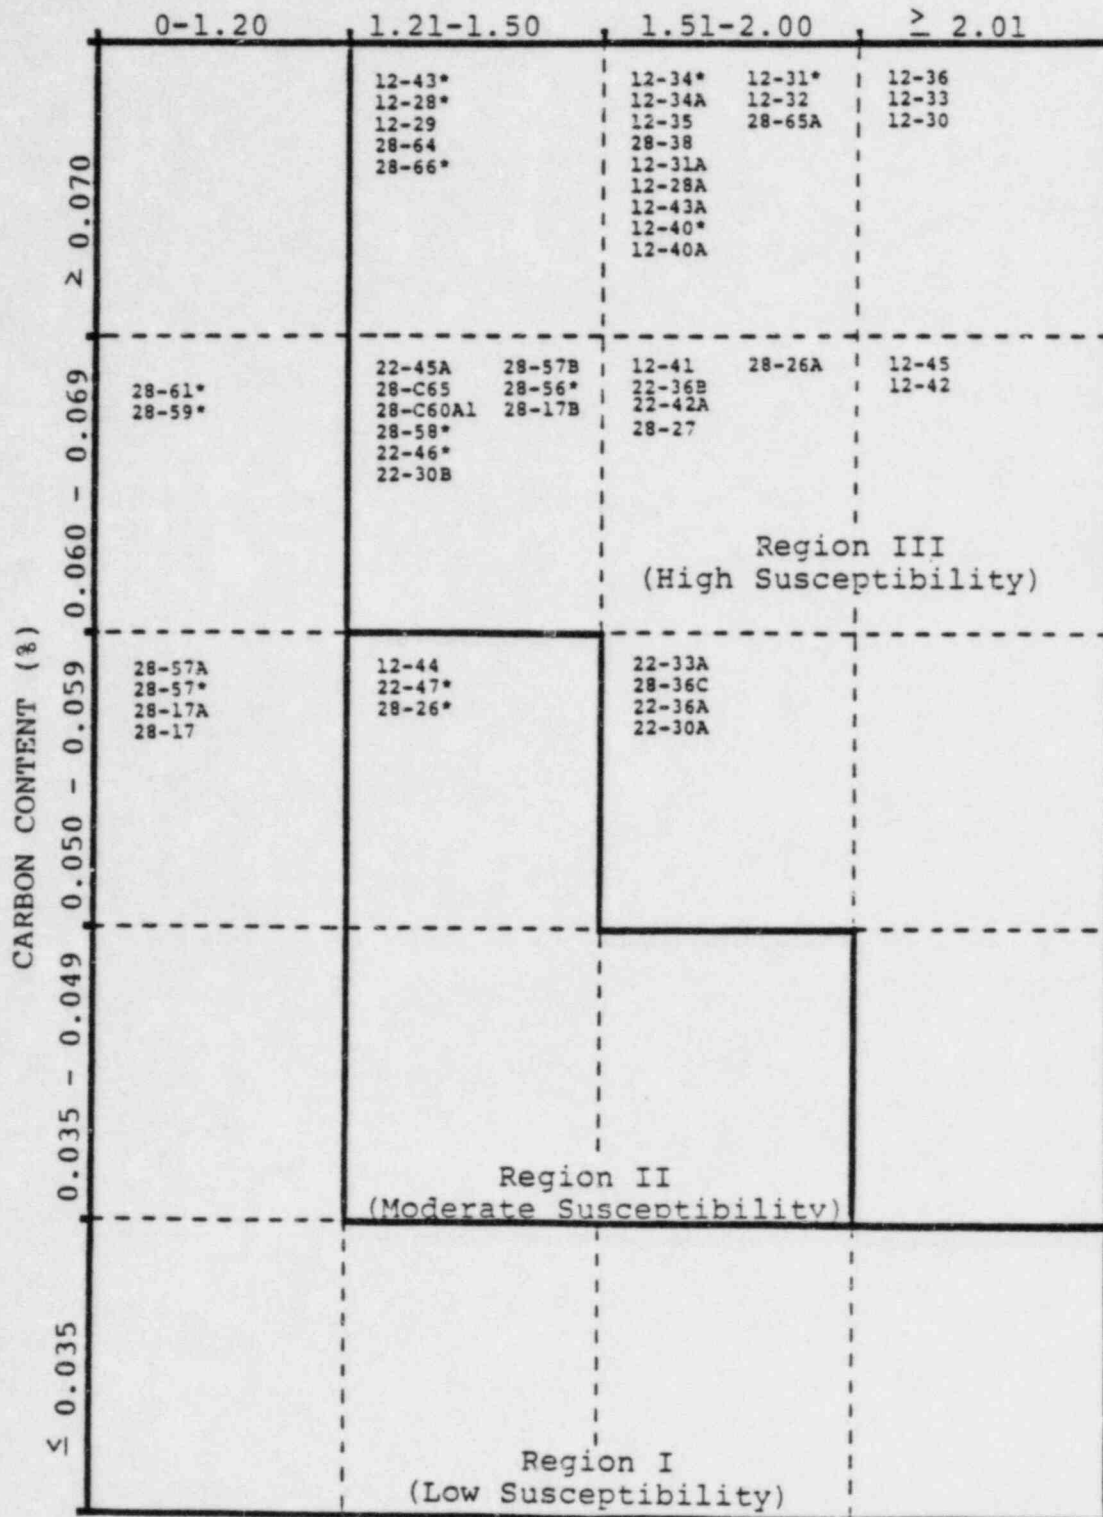 0-1.20 1.21-1.50 1.51-2.00 ≥ 2.01
CARBON CONTENT (%)
≥ 0.070
12-43*
12-28*
12-29
28-64
28-66*
12-34* 12-31*
12-34A 12-32
12-35 28-65A
28-38
12-31A
12-28A
12-43A
12-40*
12-40A
12-36
12-33
12-30
0.060 - 0.069
28-61*
28-59*
22-45A 28-57B
28-C65 28-56*
28-C60A1 28-17B
28-58*
22-46*
22-30B
12-41 28-26A
22-36B
22-42A
28-27
12-45
12-42
Region III
(High Susceptibility)
0.050 - 0.059
28-57A
28-57*
28-17A
28-17
12-44
22-47*
28-26*
22-33A
28-36C
22-36A
22-30A
0.035 - 0.049
Region II
(Moderate Susceptibility)
≤ 0.035
Region I
(Low Susceptibility)